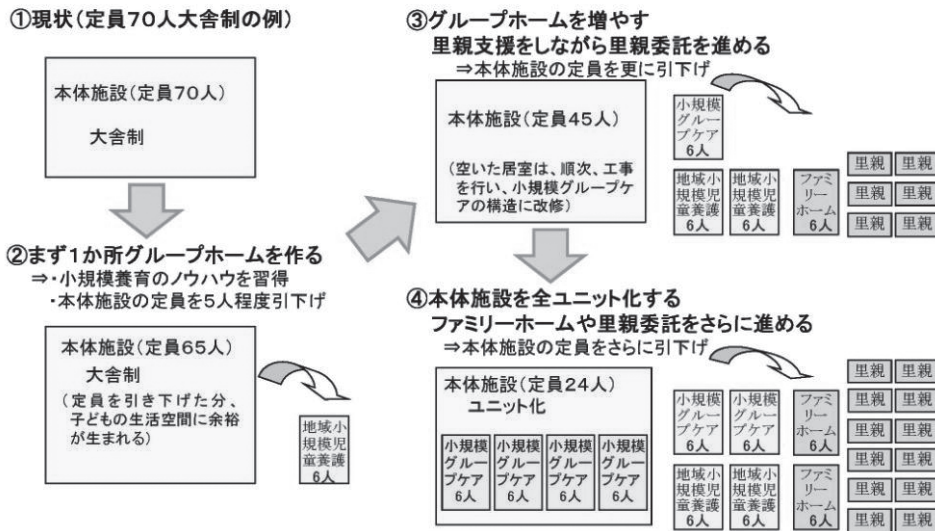 ①現状(定員70人大舎制の例)
本体施設(定員70人)
大舎制
②まず1か所グループホームを作る
⇒・小規模養育のノウハウを習得
・本体施設の定員を5人程度引下げ
本体施設(定員65人)
大舎制
(定員を引き下げた分、
子どもの生活空間に余裕
が生まれる)
地域小
規模児
童養護
6人
③グループホームを増やす
里親支援をしながら里親委託を進める
⇒本体施設の定員を更に引下げ
本体施設(定員45人)
(空いた居室は、順次、工事
を行い、小規模グループケ
アの構造に改修)
小規模
グルー
プケア
6人
地域小
規模児
童養護
6人
地域小
規模児
童養護
6人
ファミ
リー
ホーム
6人
里親 里親
里親 里親
里親 里親
④本体施設を全ユニット化する
ファミリーホームや里親委託をさらに進める
⇒本体施設の定員をさらに引下げ
本体施設(定員24人)
ユニット化
小規模
グルー
プケア
6人
小規模
グルー
プケア
6人
小規模
グルー
プケア
6人
小規模
グルー
プケア
6人
小規模
グルー
プケア
6人
小規模
グルー
プケア
6人
ファミ
リー
ホーム
6人
地域小
規模児
童養護
6人
地域小
規模児
童養護
6人
ファミ
リー
ホーム
6人
里親 里親
里親 里親
里親 里親
里親 里親
里親 里親
里親 里親